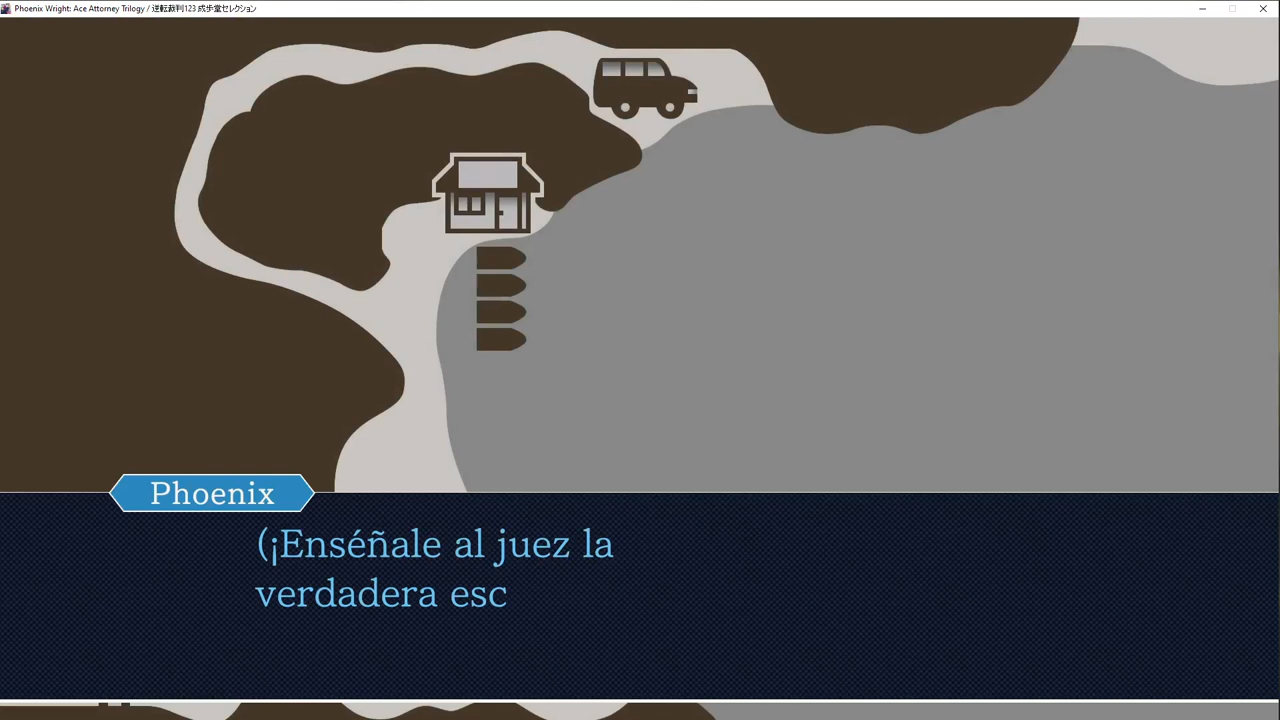 Phoenix Wright: Ace Attorney Trilogy / 逆転裁判123 成歩堂セレクション
Phoenix
(¡Enséñale al juez la
verdadera esc